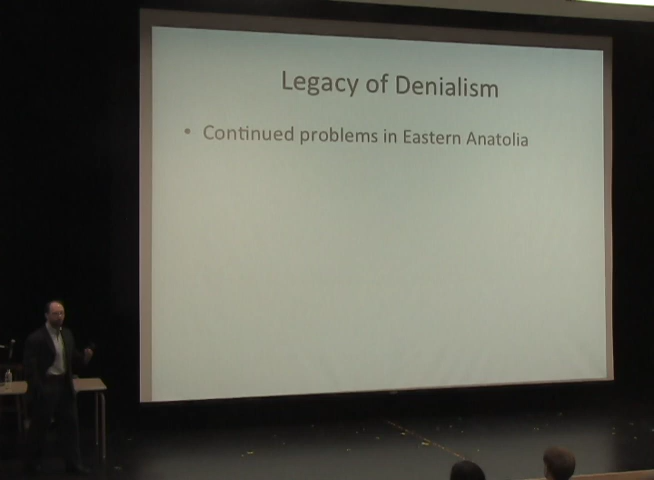 Legacy of Denialism
• Continued problems in Eastern Anatolia